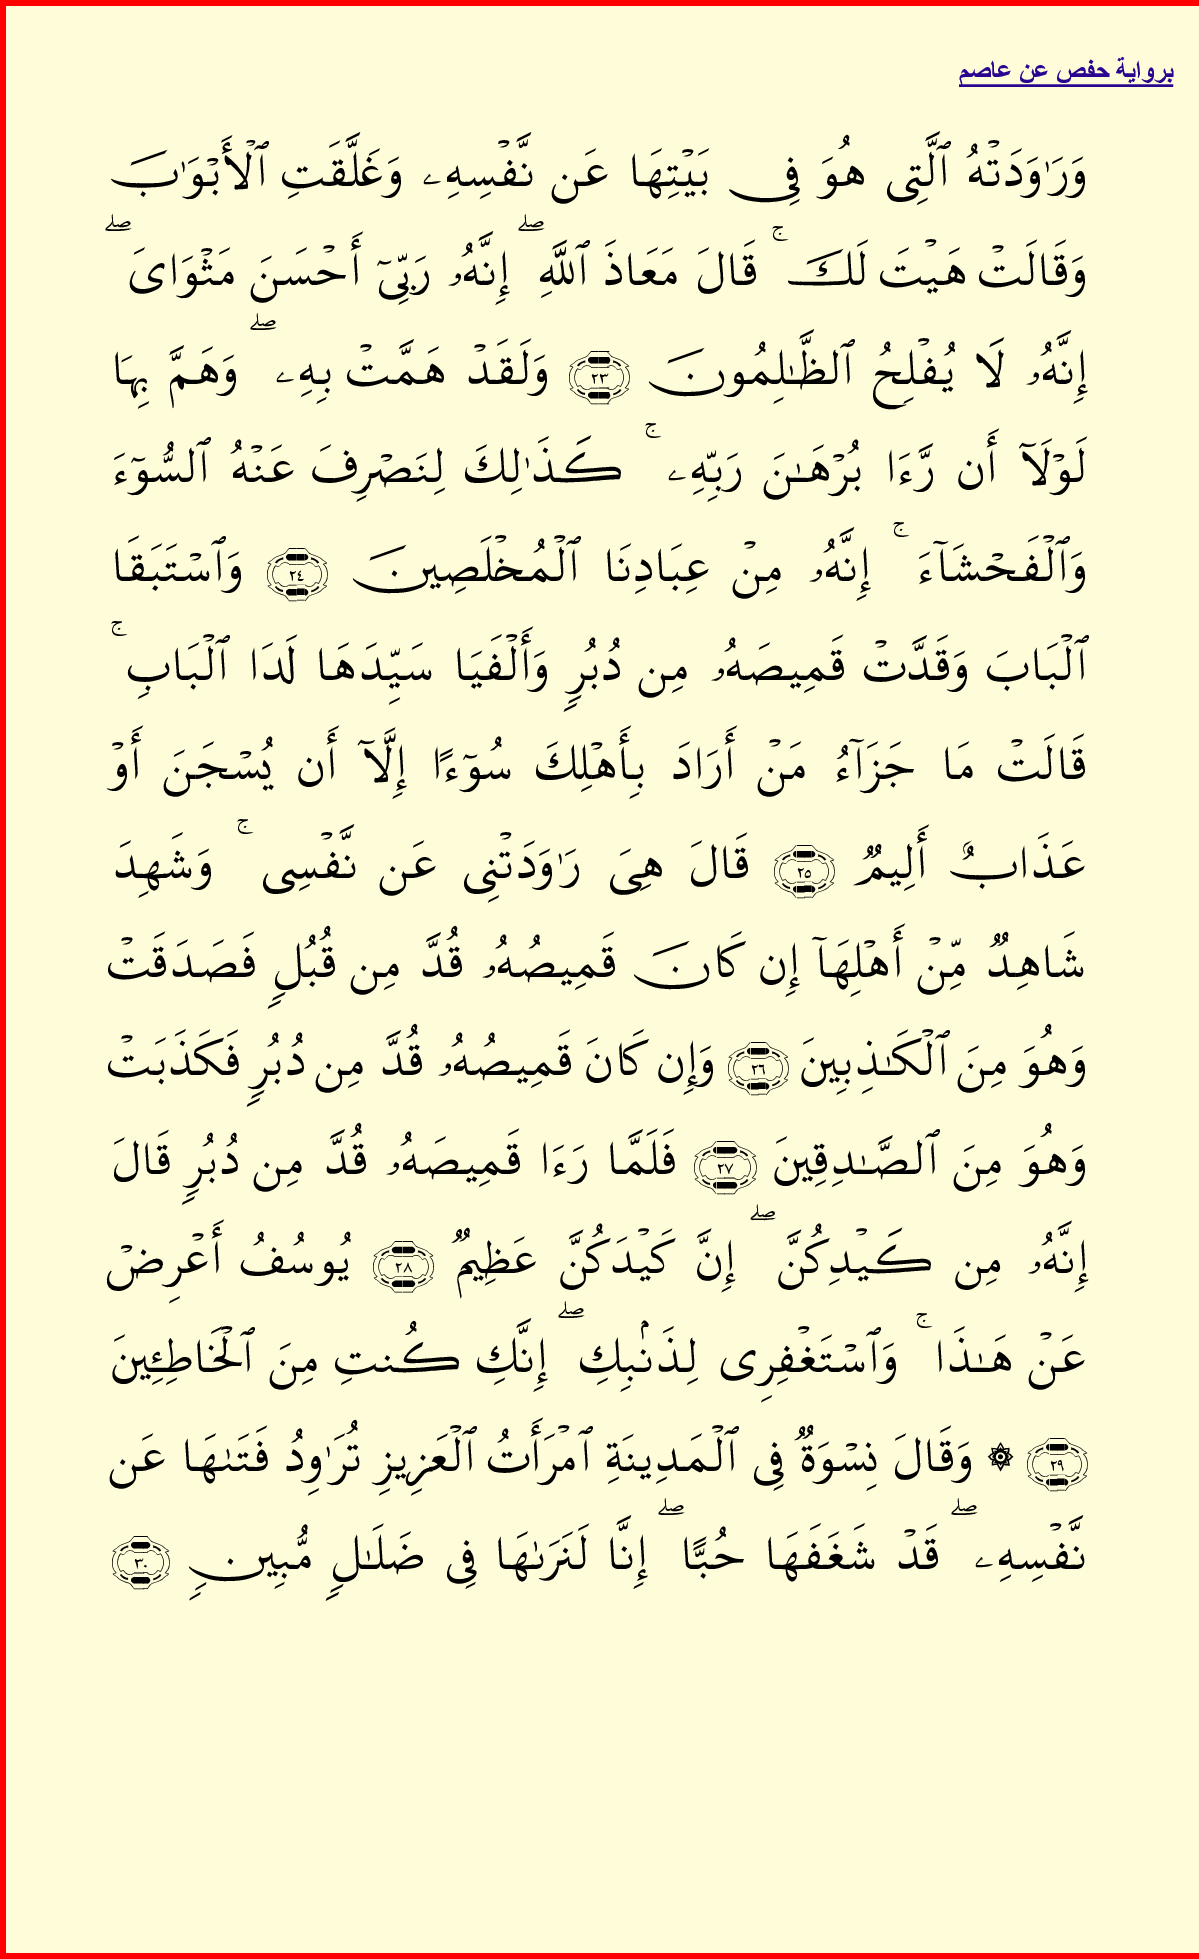 برواية حفص عن عاصم
وَرَٰوَدَتۡهُ ٱلَّتِي هُوَ فِي بَيۡتِهَا عَن نَّفۡسِهِۦ وَغَلَّقَتِ ٱلۡأَبۡوَٰبَ
وَقَالَتۡ هَيۡتَ لَكَۚ قَالَ مَعَاذَ ٱللَّهِۖ إِنَّهُۥ رَبِّيٓ أَحۡسَنَ مَثۡوَايَۖ
إِنَّهُۥ لَا يُفۡلِحُ ٱلظَّٰلِمُونَ ٢٣ وَلَقَدۡ هَمَّتۡ بِهِۦۖ وَهَمَّ بِهَا
لَوۡلَآ أَن رَّءَا بُرۡهَٰنَ رَبِّهِۦۚ كَذَٰلِكَ لِنَصۡرِفَ عَنۡهُ ٱلسُّوٓءَ
وَٱلۡفَحۡشَآءَۚ إِنَّهُۥ مِنۡ عِبَادِنَا ٱلۡمُخۡلَصِينَ ٢٤ وَٱسۡتَبَقَا
ٱلۡبَابَ وَقَدَّتۡ قَمِيصَهُۥ مِن دُبُرٖ وَأَلۡفَيَا سَيِّدَهَا لَدَا ٱلۡبَابِۚ
قَالَتۡ مَا جَزَآءُ مَنۡ أَرَادَ بِأَهۡلِكَ سُوٓءًا إِلَّآ أَن يُسۡجَنَ أَوۡ
عَذَابٌ أَلِيمٞ ٢٥ قَالَ هِيَ رَٰوَدَتۡنِي عَن نَّفۡسِيۚ وَشَهِدَ
شَاهِدٞ مِّنۡ أَهۡلِهَآ إِن كَانَ قَمِيصُهُۥ قُدَّ مِن قُبُلٖ فَصَدَقَتۡ
وَهُوَ مِنَ ٱلۡكَٰذِبِينَ ٢٦ وَإِن كَانَ قَمِيصُهُۥ قُدَّ مِن دُبُرٖ فَكَذَبَتۡ
وَهُوَ مِنَ ٱلصَّٰدِقِينَ ٢٧ فَلَمَّا رَءَا قَمِيصَهُۥ قُدَّ مِن دُبُرٖ قَالَ
إِنَّهُۥ مِن كَيۡدِكُنَّۖ إِنَّ كَيۡدَكُنَّ عَظِيمٞ ٢٨ يُوسُفُ أَعۡرِضۡ
عَنۡ هَٰذَاۚ وَٱسۡتَغۡفِرِي لِذَنۢبِكِۖ إِنَّكِ كُنتِ مِنَ ٱلۡخَاطِـِٔينَ
٢٩ ۞ وَقَالَ نِسۡوَةٞ فِي ٱلۡمَدِينَةِ ٱمۡرَأَتُ ٱلۡعَزِيزِ تُرَٰوِدُ فَتَىٰهَا عَن
نَّفۡسِهِۦۖ قَدۡ شَغَفَهَا حُبًّاۖ إِنَّا لَنَرَىٰهَا فِي ضَلَٰلٖ مُّبِينٖ ٣٠